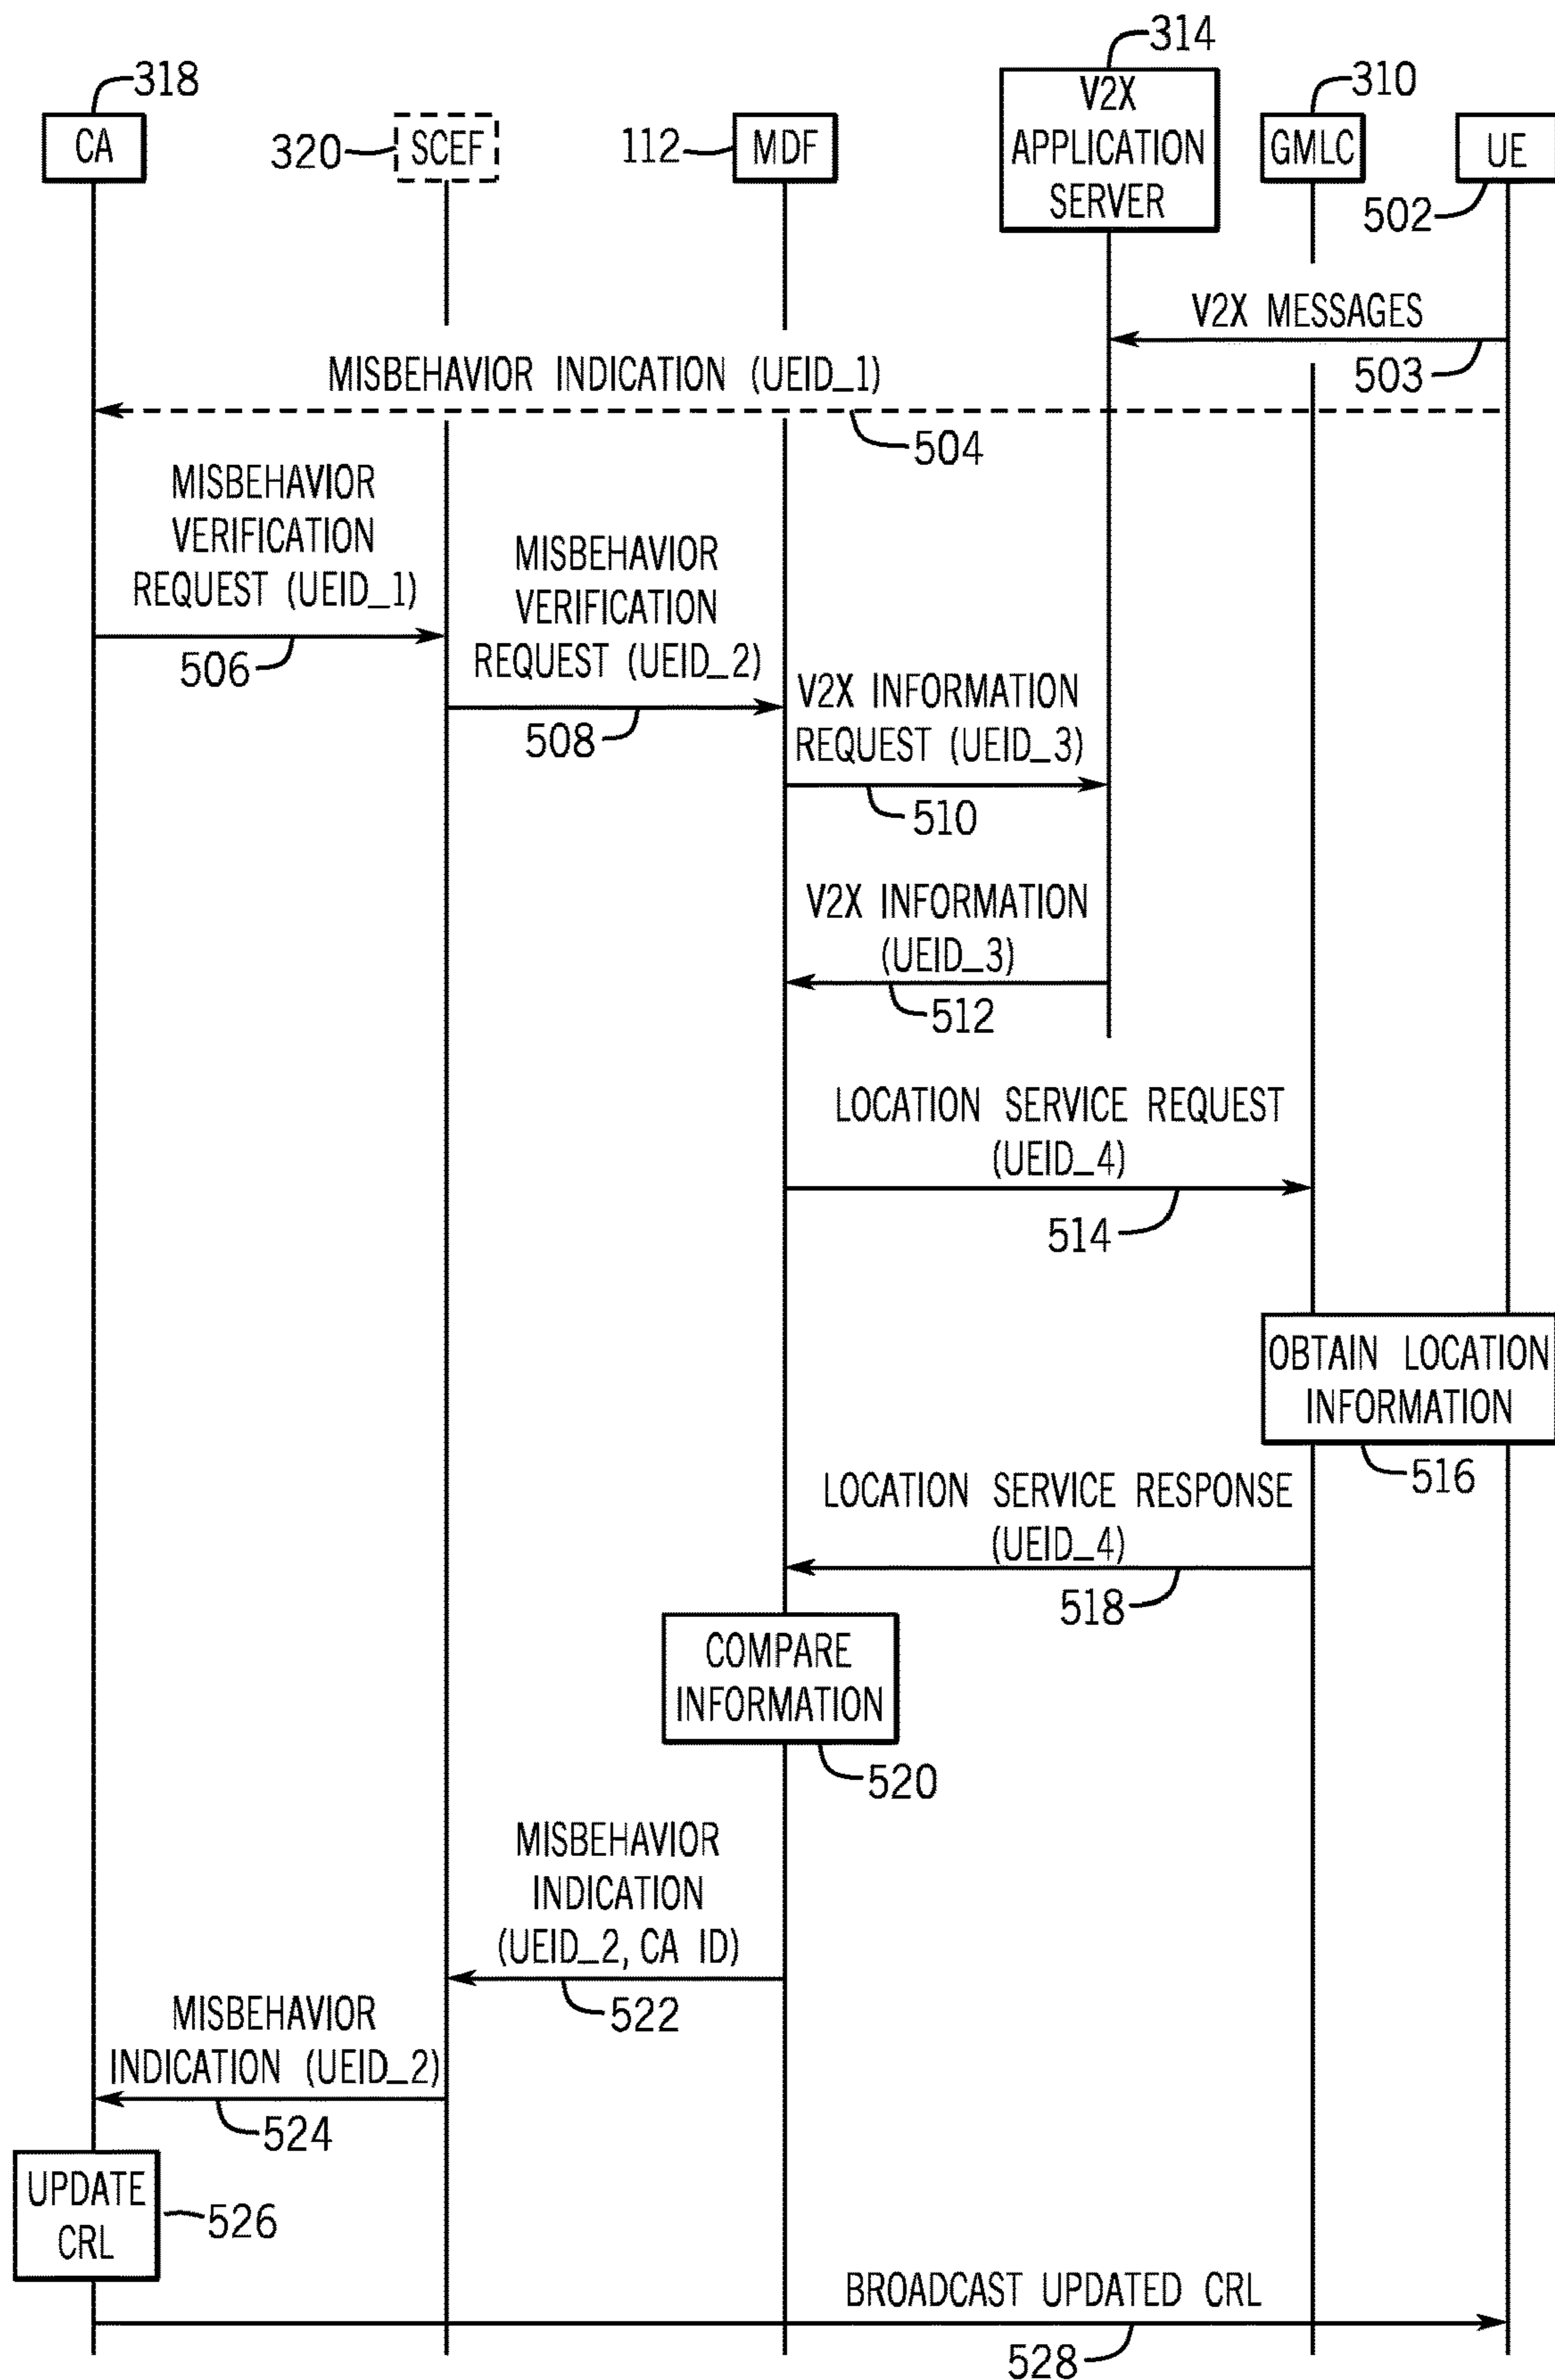 314
318
V2X
310
CA
320
SCEF
112
MDF
APPLICATION
GMLC
UE
SERVER
502
V2X MESSAGES
503
MISBEHAVIOR INDICATION (UEID_1)
504
MISBEHAVIOR
VERIFICATION
REQUEST (UEID_1)
506
MISBEHAVIOR
VERIFICATION
REQUEST (UEID_2)
508
V2X INFORMATION
REQUEST (UEID_3)
510
V2X INFORMATION
(UEID_3)
512
LOCATION SERVICE REQUEST
(UEID_4)
514
OBTAIN LOCATION
INFORMATION
516
LOCATION SERVICE RESPONSE
(UEID_4)
518
COMPARE
INFORMATION
520
MISBEHAVIOR
INDICATION
(UEID_2, CA ID)
522
MISBEHAVIOR
INDICATION (UEID_2)
524
UPDATE
CRL
526
BROADCAST UPDATED CRL
528